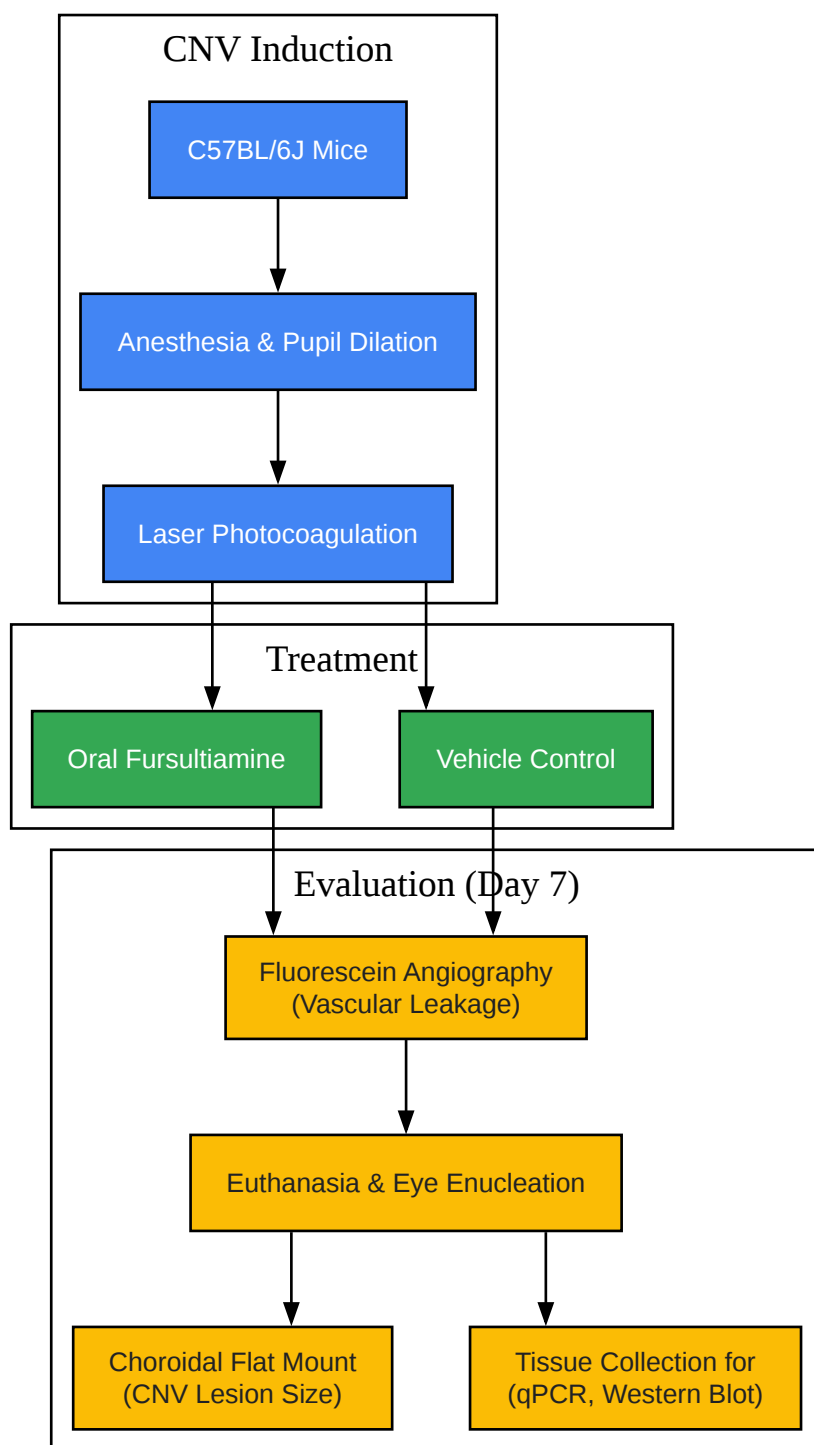 CNV Induction
C57BL/6J Mice
Anesthesia & Pupil Dilation
Laser Photocoagulation
Treatment
Oral Fursultiamine
Vehicle Control
Evaluation (Day 7)
Fluorescein Angiography
(Vascular Leakage)
Euthanasia & Eye Enucleation
Choroidal Flat Mount
(CNV Lesion Size)
Tissue Collection for
(qPCR, Western Blot)